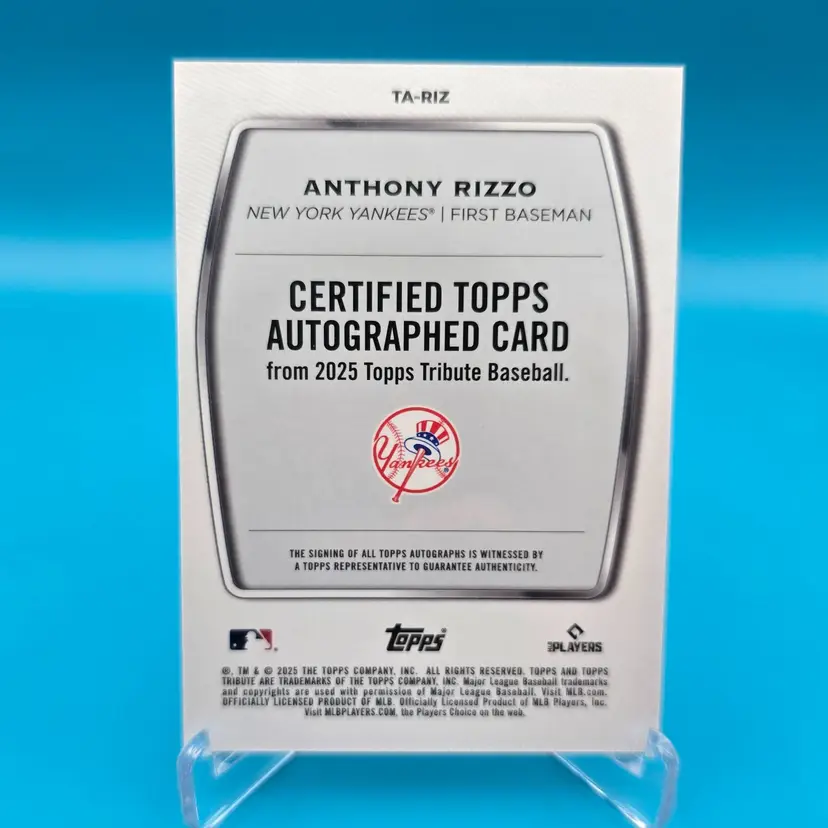 TA-RIZ
ANTHONY RIZZO
NEW YORK YANKEES® | FIRST BASEMAN
CERTIFIED TOPPS
AUTOGRAPHED CARD
from 2025 Topps Tribute Baseball.
Yankees®
THE SIGNING OF ALL TOPPS AUTOGRAPHS IS WITNESSED BY
A TOPPS REPRESENTATIVE TO GUARANTEE AUTHENTICITY.
topps® MLB PLAYERS
®, TM & © 2025 THE TOPPS COMPANY, INC. ALL RIGHTS RESERVED. TOPPS AND TOPPS
TRIBUTE ARE TRADEMARKS OF THE TOPPS COMPANY, INC. Major League Baseball trademarks
and copyrights are used with permission of Major League Baseball. Visit MLB.com.
OFFICIALLY LICENSED PRODUCT OF MLB. Officially Licensed Product of MLB Players, Inc.
Visit MLBPLAYERS.COM, the Players Choice on the web.